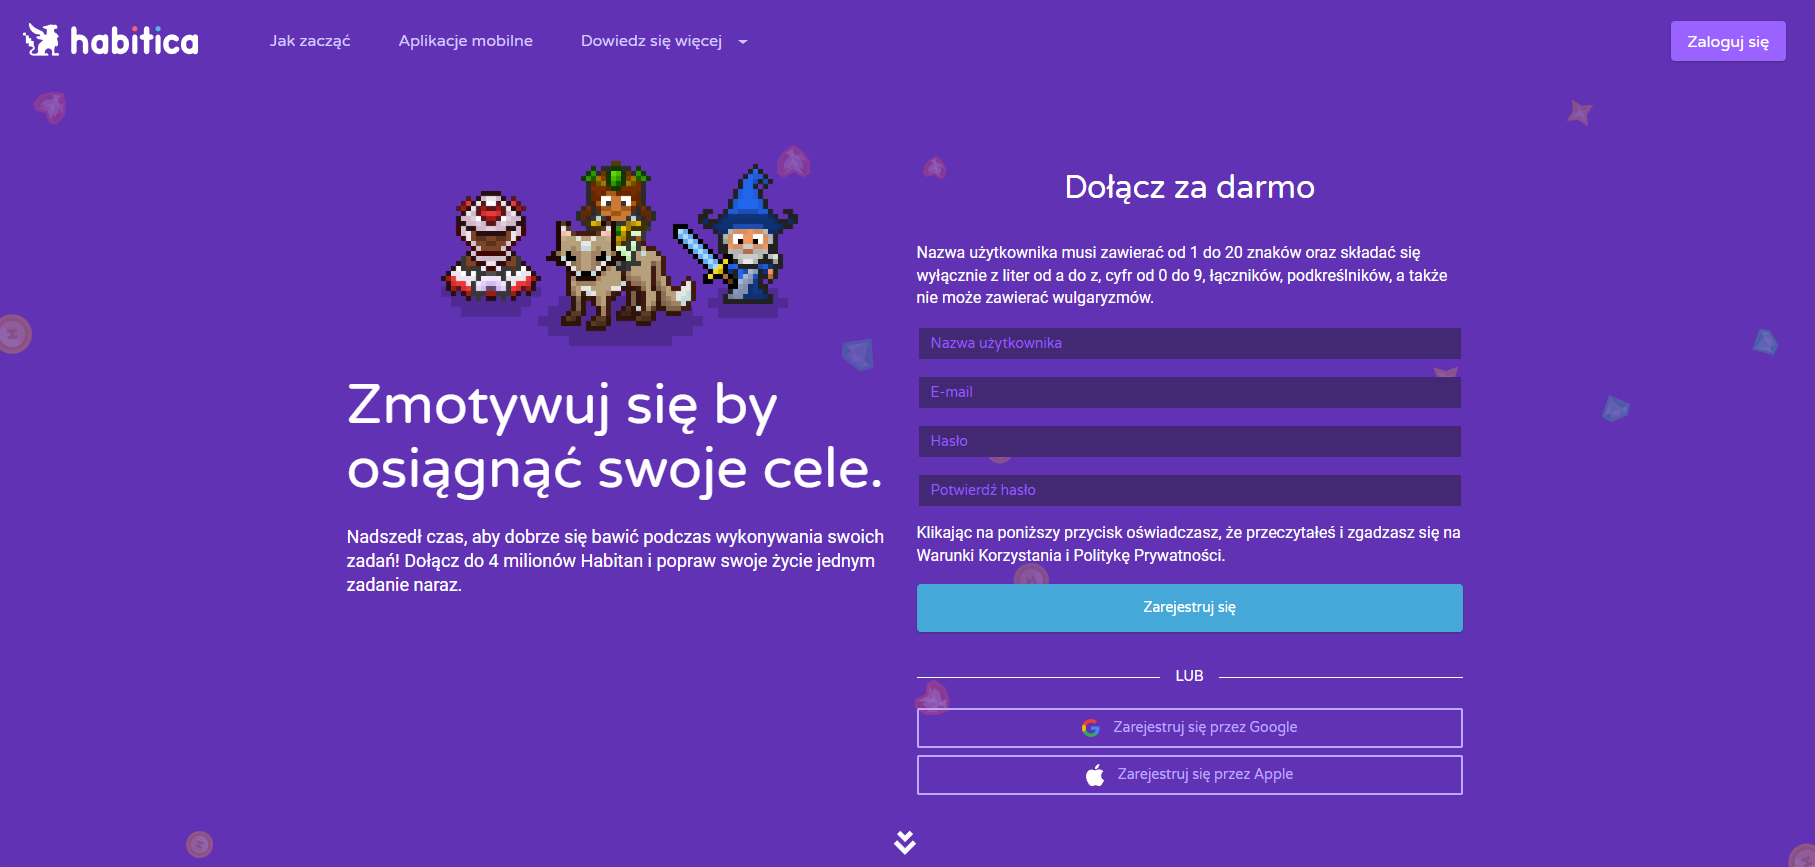 habitica
Jak zacząć
Aplikacje mobilne
Dowiedz się więcej
Zaloguj się
Zmotywuj się by
osiągnąć swoje cele.
Nadszedł czas, aby dobrze się bawić podczas wykonywania swoich
zadań! Dołącz do 4 milionów Habitan i popraw swoje życie jednym
zadanie naraz.
Dołącz za darmo
Nazwa użytkownika musi zawierać od 1 do 20 znaków oraz składać się
wyłącznie z liter od a do z, cyfr od 0 do 9, łączników, podkreślników, a także
nie może zawierać wulgaryzmów.
Nazwa użytkownika
E-mail
Hasło
Potwierdź hasło
Klikając na poniższy przycisk oświadczasz, że przeczytałeś i zgadzasz się na
Warunki Korzystania i Politykę Prywatności.
Zarejestruj się
LUB
Zarejestruj się przez Google
Zarejestruj się przez Apple